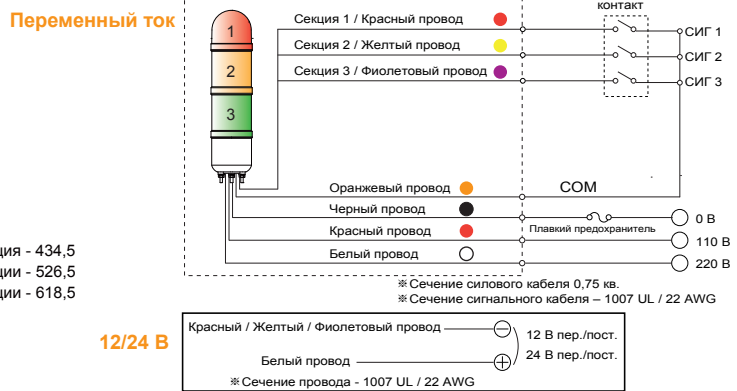 контакт
Переменный ток
Секция 1 / Красный провод
СИГ 1
Секция 2 / Желтый провод
СИГ 2
Секция 3 / Фиолетовый провод
СИГ 3
1
2
3
Оранжевый провод
COM
Черный провод
0 В
Плавкий предохранитель
Красный провод
110 В
Белый провод
220 В
ция - 434,5
ции - 526,5
ции - 618,5
※Сечение силового кабеля 0,75 кв.
※Сечение сигнального кабеля – 1007 UL / 22 AWG
12/24 В
Красный / Желтый / Фиолетовый провод
12 В пер./пост.
24 В пер./пост.
Белый провод
※Сечение провода - 1007 UL / 22 AWG